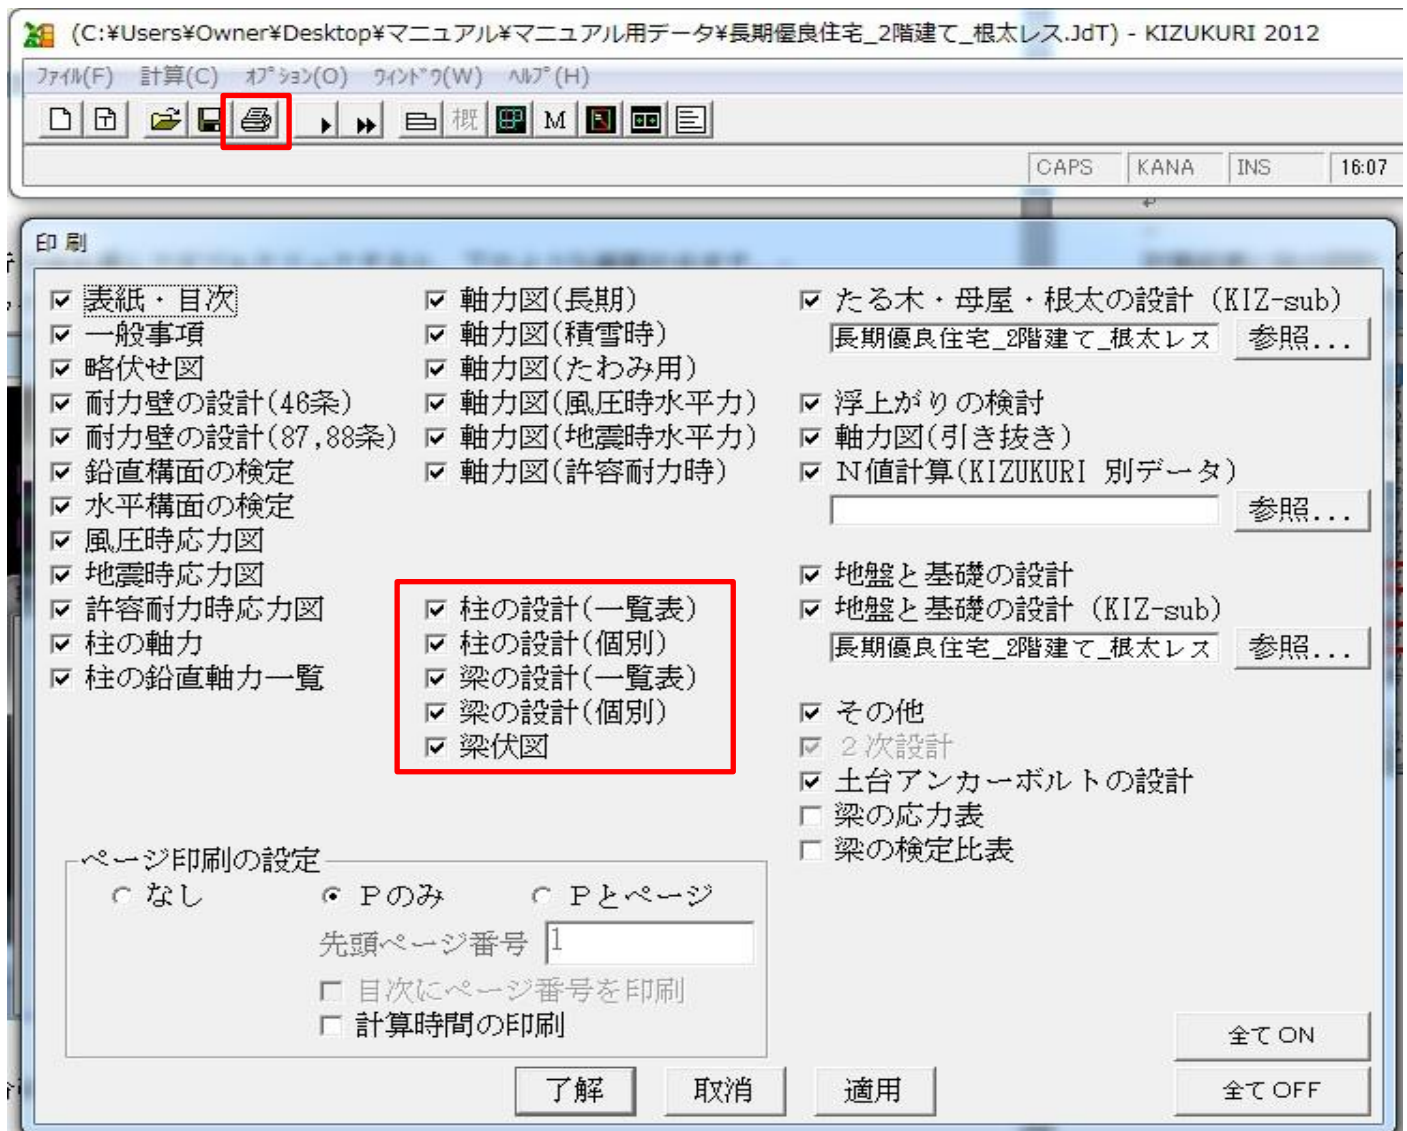 (C:¥Users¥Owner¥Desktop¥マニュアル¥マニュアル用データ¥長期優良住宅_2階建て_根太レス.JdT) - KIZUKURI 2012
ﾌｧｲﾙ(F) 計算(C) ｵﾌﾟｼｮﾝ(O) ｳｨﾝﾄﾞｳ(W) ﾍﾙﾌﾟ(H)
T 概 M
CAPS KANA INS 16:07
印刷
表紙・目次
一般事項
略伏せ図
耐力壁の設計(46条)
耐力壁の設計(87,88条)
鉛直構面の検定
水平構面の検定
風圧時応力図
地震時応力図
許容耐力時応力図
柱の軸力
柱の鉛直軸力一覧
軸力図(長期)
軸力図(積雪時)
軸力図(たわみ用)
軸力図(風圧時水平力)
軸力図(地震時水平力)
軸力図(許容耐力時)
柱の設計(一覧表)
柱の設計(個別)
梁の設計(一覧表)
梁の設計(個別)
梁伏図
たる木・母屋・根太の設計 (KIZ-sub)
長期優良住宅_2階建て_根太レス 参照...
浮上がりの検討
軸力図(引き抜き)
Ｎ値計算(KIZUKURI 別データ)
参照...
地盤と基礎の設計
地盤と基礎の設計 (KIZ-sub)
長期優良住宅_2階建て_根太レス 参照...
その他
２次設計
土台アンカーボルトの設計
梁の応力表
梁の検定比表
ページ印刷の設定
なし Ｐのみ Ｐとページ
先頭ページ番号 1
目次にページ番号を印刷
計算時間の印刷
全て ON
了解 取消 適用 全て OFF